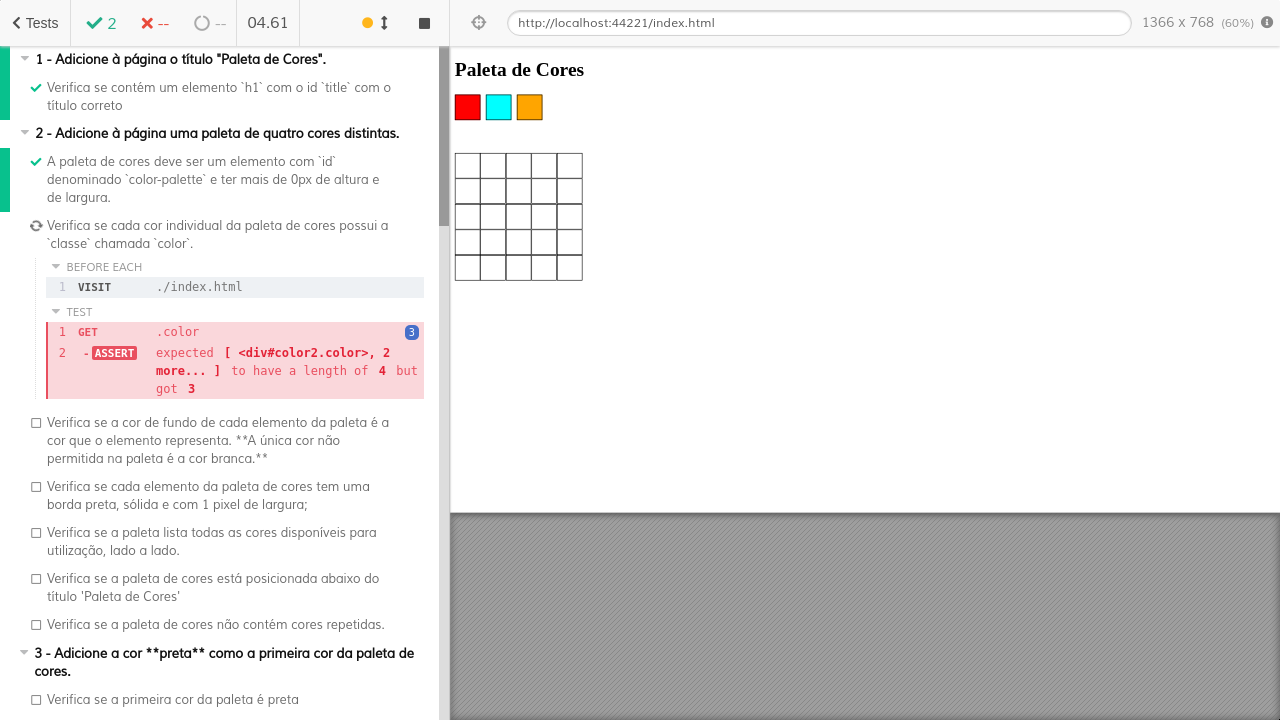 Tests
2
--
--
04.61
http://localhost:44221/index.html
1366 x 768 (60%)
1 - Adicione à página o título "Paleta de Cores".
Verifica se contém um elemento `h1` com o id `title` com o
título correto
2 - Adicione à página uma paleta de quatro cores distintas.
A paleta de cores deve ser um elemento com `id`
denominado `color-palette` e ter mais de 0px de altura e
de largura.
Verifica se cada cor individual da paleta de cores possui a
`classe` chamada `color`.
BEFORE EACH
1 VISIT ./index.html
TEST
1 GET .color 3
2 -ASSERT expected [ <div#color2.color>, 2
more... ] to have a length of 4 but
got 3
Verifica se a cor de fundo de cada elemento da paleta é a
cor que o elemento representa. **A única cor não
permitida na paleta é a cor branca.**
Verifica se cada elemento da paleta de cores tem uma
borda preta, sólida e com 1 pixel de largura;
Verifica se a paleta lista todas as cores disponíveis para
utilização, lado a lado.
Verifica se a paleta de cores está posicionada abaixo do
título 'Paleta de Cores'
Verifica se a paleta de cores não contém cores repetidas.
3 - Adicione a cor **preta** como a primeira cor da paleta de
cores.
Verifica se a primeira cor da paleta é preta
Paleta de Cores